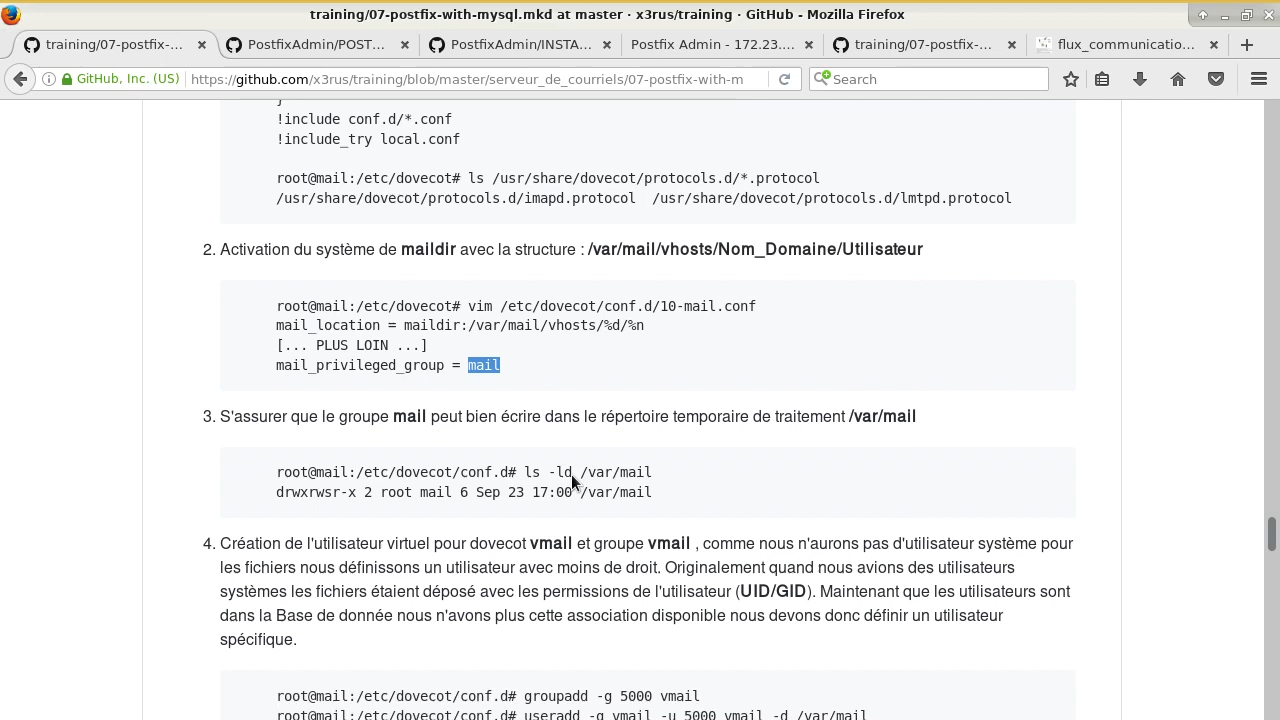 training/07-postfix-with-mysql.mkd at master · x3rus/training · GitHub - Mozilla Firefox
training/07-postfix-...
PostfixAdmin/POST...
PostfixAdmin/INSTA...
Postfix Admin - 172.23....
training/07-postfix-...
flux_communicatio...
GitHub, Inc. (US)
https://github.com/x3rus/training/blob/master/serveur_de_courriels/07-postfix-with-m
Search
}
!include conf.d/*.conf
!include_try local.conf
root@mail:/etc/dovecot# ls /usr/share/dovecot/protocols.d/*.protocol
/usr/share/dovecot/protocols.d/imapd.protocol  /usr/share/dovecot/protocols.d/lmtpd.protocol
2. Activation du système de maildir avec la structure : /var/mail/vhosts/Nom_Domaine/Utilisateur
root@mail:/etc/dovecot# vim /etc/dovecot/conf.d/10-mail.conf
mail_location = maildir:/var/mail/vhosts/%d/%n
[... PLUS LOIN ...]
mail_privileged_group = mail
3. S'assurer que le groupe mail peut bien écrire dans le répertoire temporaire de traitement /var/mail
root@mail:/etc/dovecot/conf.d# ls -ld /var/mail
drwxrwsr-x 2 root mail 6 Sep 23 17:00 /var/mail
4. Création de l'utilisateur virtuel pour dovecot vmail et groupe vmail , comme nous n'aurons pas d'utilisateur système pour
les fichiers nous définissons un utilisateur avec moins de droit. Originalement quand nous avions des utilisateurs
systèmes les fichiers étaient déposé avec les permissions de l'utilisateur (UID/GID). Maintenant que les utilisateurs sont
dans la Base de donnée nous n'avons plus cette association disponible nous devons donc définir un utilisateur
spécifique.
root@mail:/etc/dovecot/conf.d# groupadd -g 5000 vmail
root@mail:/etc/dovecot/conf.d# useradd -g vmail -u 5000 vmail -d /var/mail